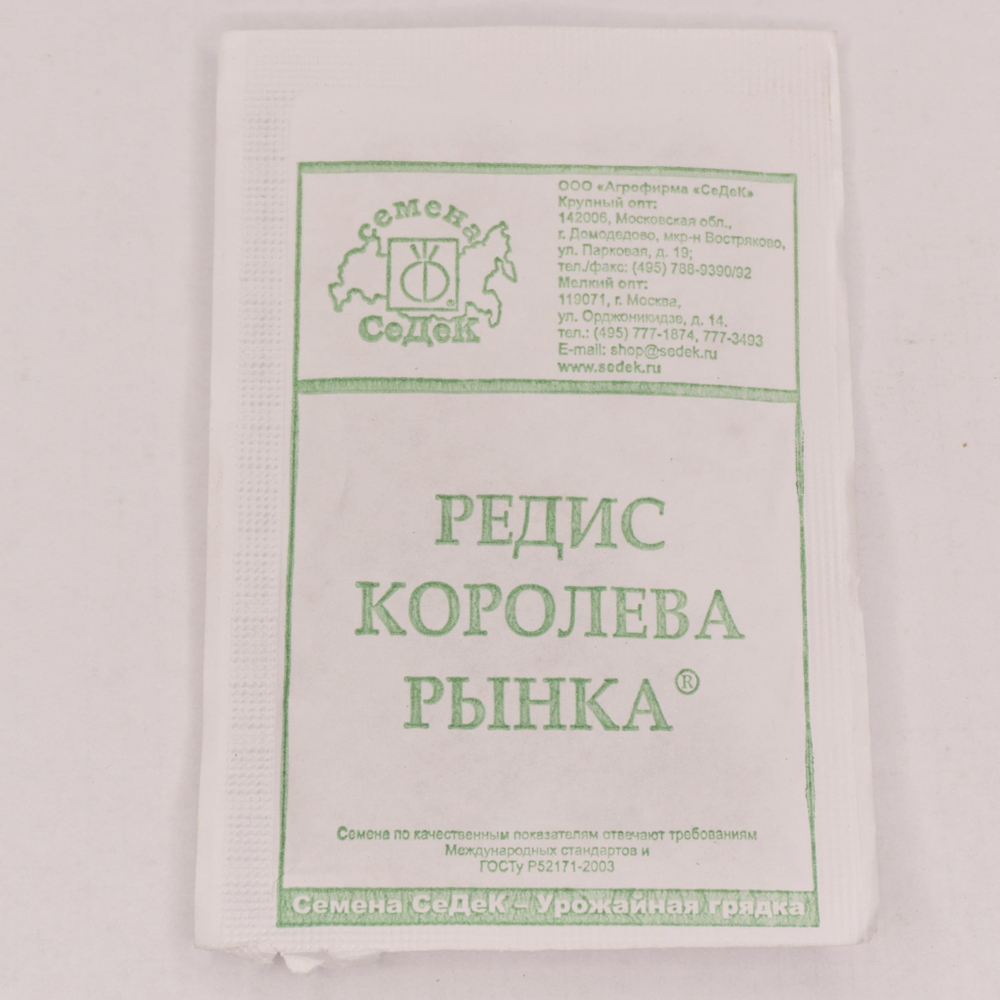 семена
СеДеК
ООО «Агрофирма «СеДеК»
Крупный опт:
142006, Московская обл.,
г. Домодедово, мкр-н Востряково,
ул. Парковая, д. 19;
тел./факс: (495) 788-9390/92
Мелкий опт:
119071, г. Москва,
ул. Орджоникидзе, д. 14.
тел.: (495) 777-1874, 777-3493
E-mail: shop@sedek.ru
www.sedek.ru
РЕДИС
КОРОЛЕВА
РЫНКА®
Семена по качественным показателям отвечают требованиям
Международных стандартов и
ГОСТу Р52171-2003
Семена СеДеК – Урожайная грядка